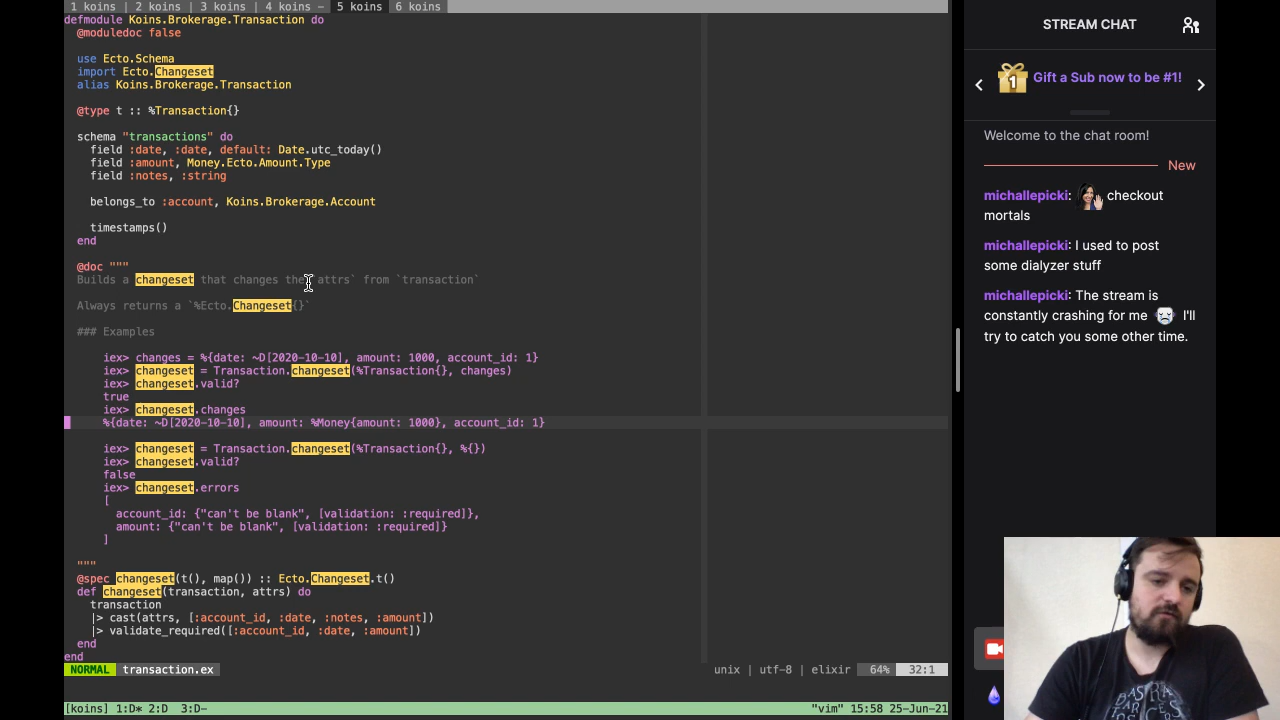 1 koins | 2 koins | 3 koins | 4 koins – 5 koins 6 koins
defmodule Koins.Brokerage.Transaction do
@moduledoc false
use Ecto.Schema
import Ecto.Changeset
alias Koins.Brokerage.Transaction
@type t :: %Transaction{}
schema "transactions" do
field :date, :date, default: Date.utc_today()
field :amount, Money.Ecto.Amount.Type
field :notes, :string
belongs_to :account, Koins.Brokerage.Account
timestamps()
end
@doc """
Builds a changeset that changes the attrs` from `transaction`
Always returns a `%Ecto.Changeset{}`
### Examples
iex> changes = %{date: ~D[2020-10-10], amount: 1000, account_id: 1}
iex> changeset = Transaction.changeset(%Transaction{}, changes)
iex> changeset.valid?
true
iex> changeset.changes
%{date: ~D[2020-10-10], amount: %Money{amount: 1000}, account_id: 1}
iex> changeset = Transaction.changeset(%Transaction{}, %{})
iex> changeset.valid?
false
iex> changeset.errors
[
account_id: {"can't be blank", [validation: :required]},
amount: {"can't be blank", [validation: :required]}
]
"""
@spec changeset(t(), map()) :: Ecto.Changeset.t()
def changeset(transaction, attrs) do
transaction
|> cast(attrs, [:account_id, :date, :notes, :amount])
|> validate_required([:account_id, :date, :amount])
end
end
NORMAL transaction.ex unix | utf-8 | elixir 64% 32:1
[koins] 1:D* 2:D 3:D- "vim" 15:58 25-Jun-21
STREAM CHAT
1 Gift a Sub now to be #1!
Welcome to the chat room!
New
michallepicki: checkout
mortals
michallepicki: I used to post
some dialyzer stuff
michallepicki: The stream is
constantly crashing for me I'll
try to catch you some other time.